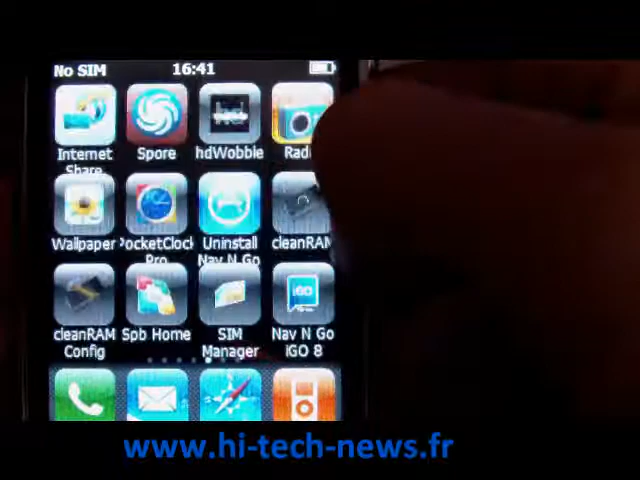 No SIM 16:41
Internet Share
Spore
hdWobble
Radi
Wallpaper
PocketClock Pro
Uninstall Nav N Go
cleanRAM
cleanRAM Config
Spb Home
SIM Manager
Nav N Go iGO 8
www.hi-tech-news.fr